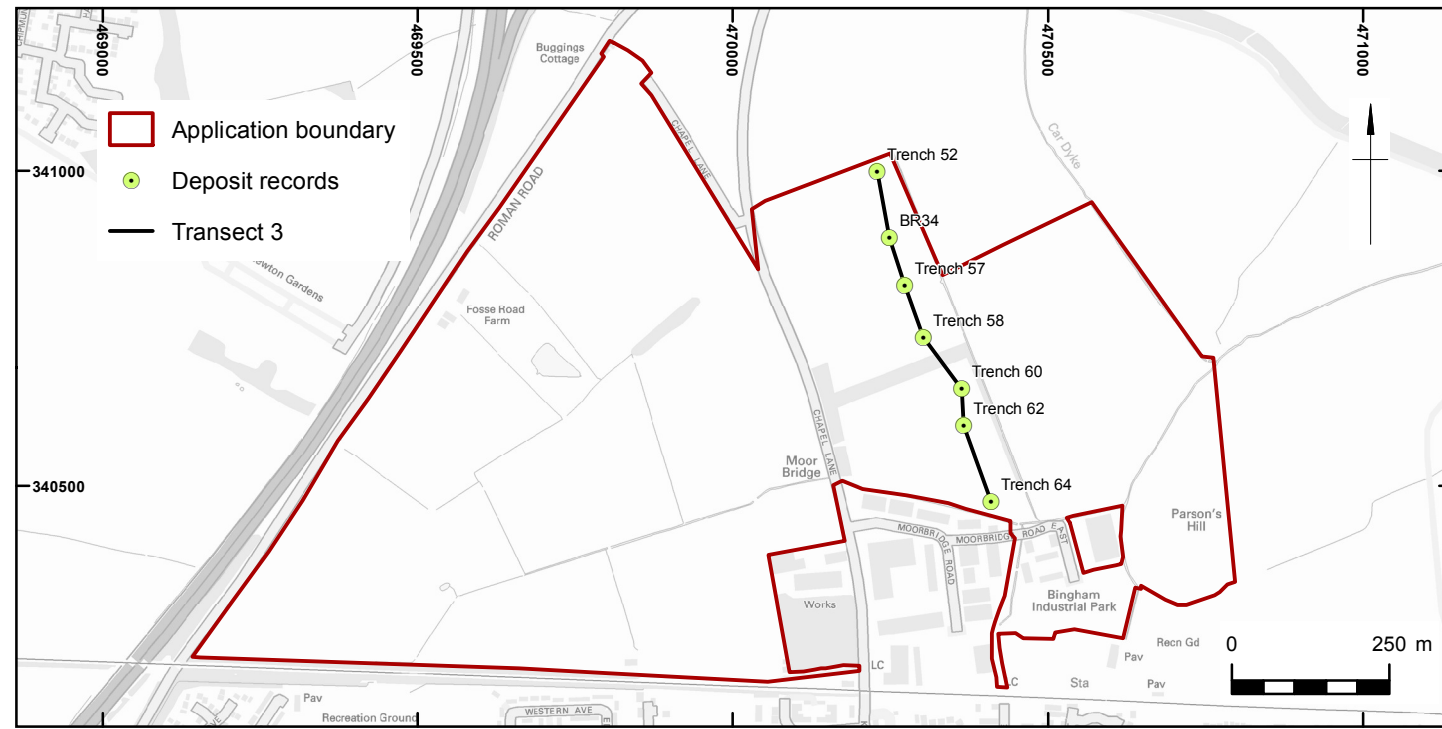 469000
469500
470000
470500
471000
Buggings
Cottage
Application boundary
Deposit records
Transect 3
341000
340500
ROMAN ROAD
CHAPEL LANE
Car Dyke
Trench 52
BR34
Trench 57
Trench 58
Trench 60
Trench 62
Trench 64
Fosse Road
Farm
CHAPEL LANE
Moor
Bridge
MOORBRIDGE ROAD EAST
MOORBRIDGE
ROAD
Parson's
Hill
Works
Bingham
Industrial Park
Recn Gd
Pav
Pav
Sta
LC
Pav
Recreation Ground
WESTERN AVE
0 250 m